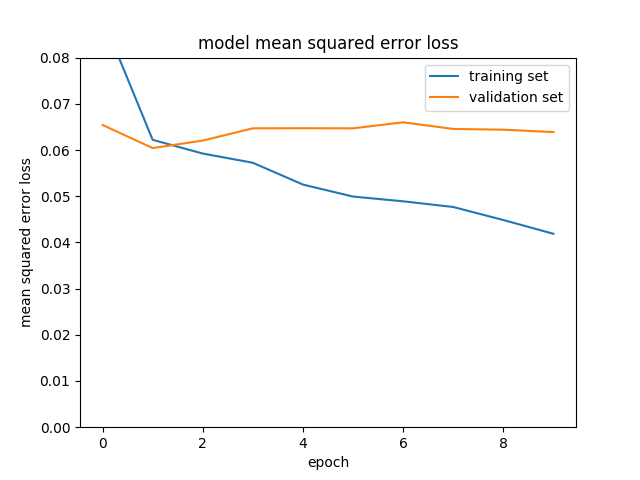 model mean squared error loss
training set
validation set
0.08
0.07
0.06
0.05
0.04
0.03
0.02
0.01
0.00
mean squared error loss
0 2 4 6 8
epoch